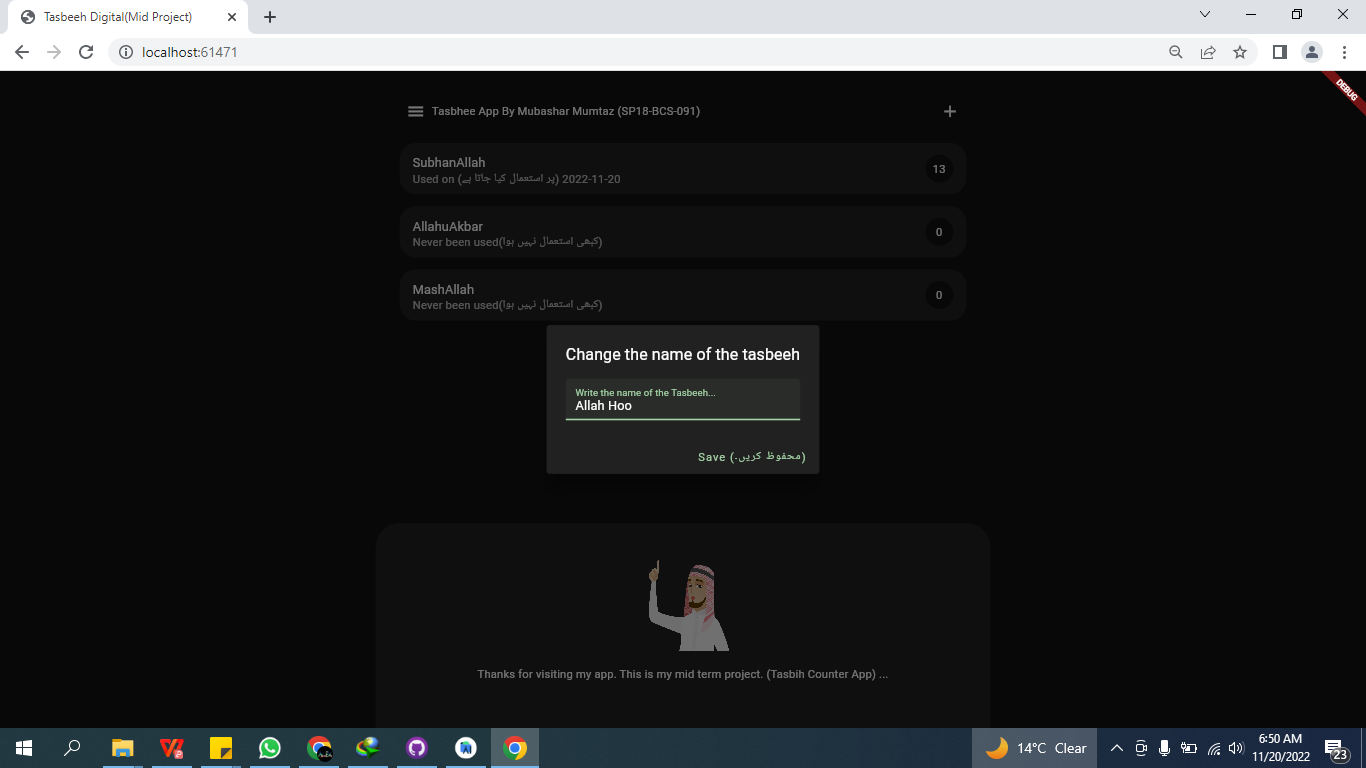 Tasbeeh Digital(Mid Project)
localhost:61471
DEBUG
Tasbhee App By Mubashar Mumtaz (SP18-BCS-091)
SubhanAllah
Used on (پر استعمال کیا جاتا ہے) 2022-11-20
13
AllahuAkbar
Never been used(کبھی استعمال نہیں ہوا)
0
MashAllah
Never been used(کبھی استعمال نہیں ہوا)
0
Change the name of the tasbeeh
Write the name of the Tasbeeh...
Allah Hoo
Save (محفوظ کریں۔)
Thanks for visiting my app. This is my mid term project. (Tasbih Counter App) ...
14°C Clear
6:50 AM
11/20/2022
23